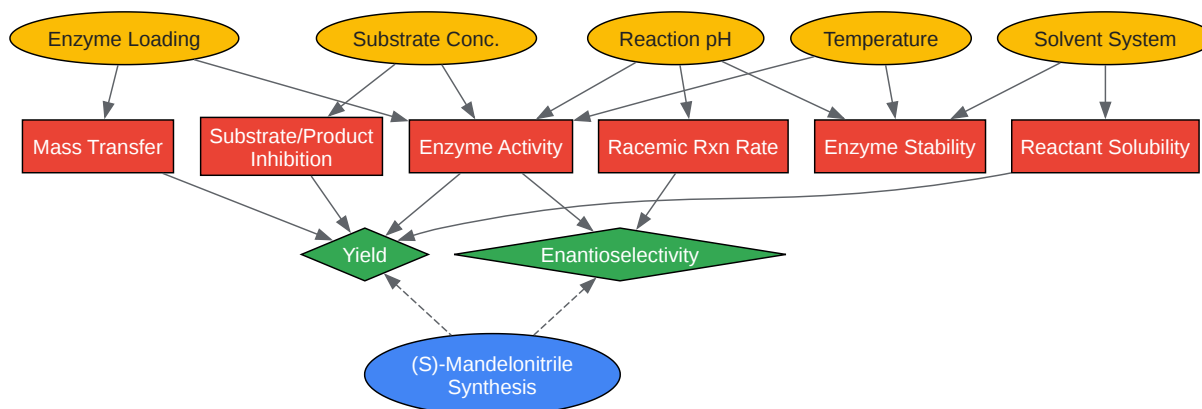 Enzyme Loading
Substrate Conc.
Reaction pH
Temperature
Solvent System
Mass Transfer
Substrate/Product
Inhibition
Enzyme Activity
Racemic Rxn Rate
Enzyme Stability
Reactant Solubility
Yield
Enantioselectivity
(S)-Mandelonitrile
Synthesis